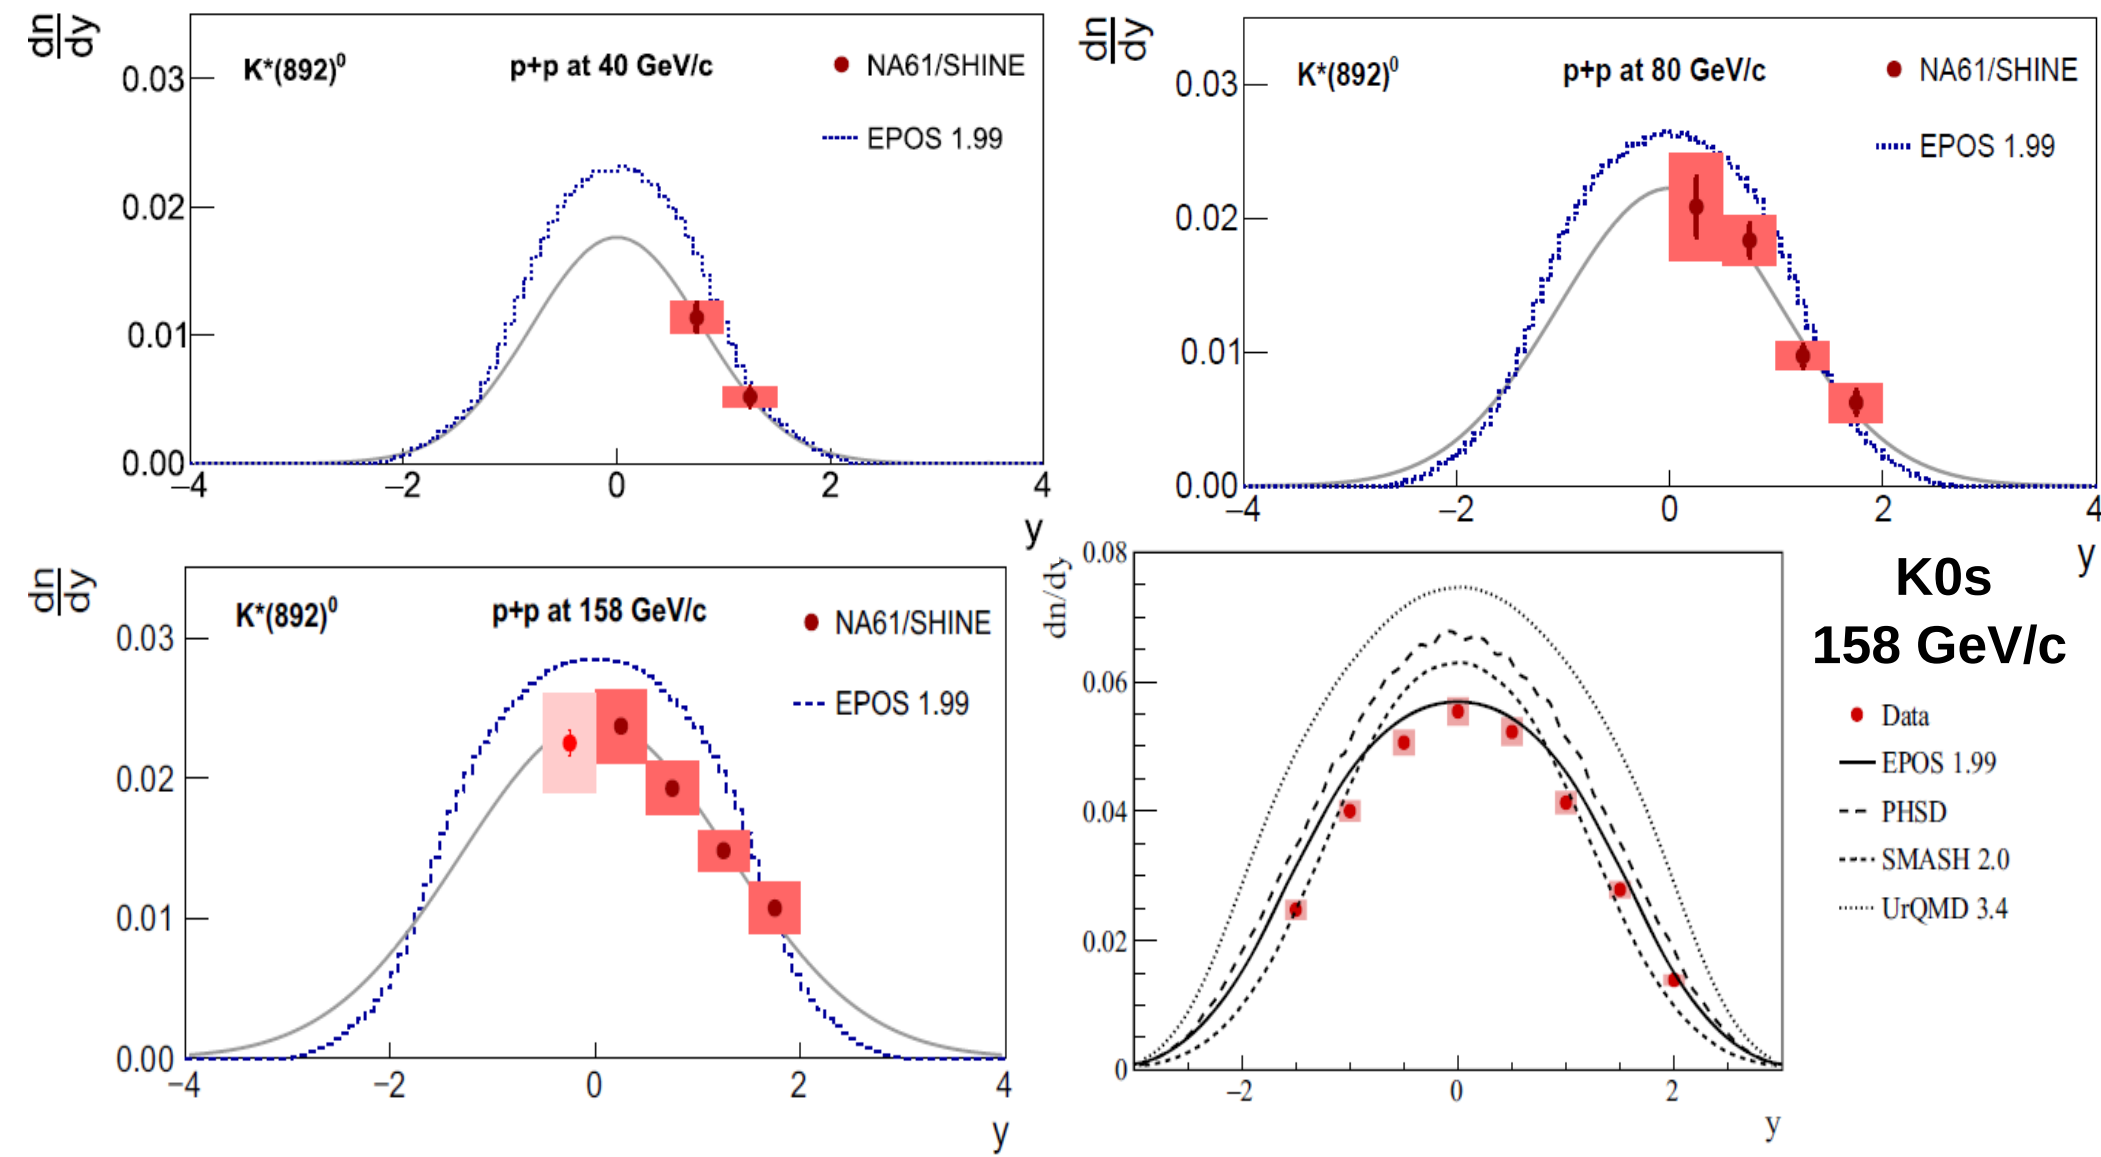 dn
dy
K*(892)⁰
p+p at 40 GeV/c
NA61/SHINE
EPOS 1.99
0.03
0.02
0.01
0.00
−4
−2
0
2
4
y
dn
dy
K*(892)⁰
p+p at 80 GeV/c
NA61/SHINE
EPOS 1.99
0.03
0.02
0.01
0.00
−4
−2
0
2
4
y
dn
dy
K*(892)⁰
p+p at 158 GeV/c
NA61/SHINE
EPOS 1.99
0.03
0.02
0.01
0.00
−4
−2
0
2
4
y
dn/dy
0.08
0.06
0.04
0.02
0
−2
0
2
y
K0s
158 GeV/c
Data
EPOS 1.99
PHSD
SMASH 2.0
UrQMD 3.4